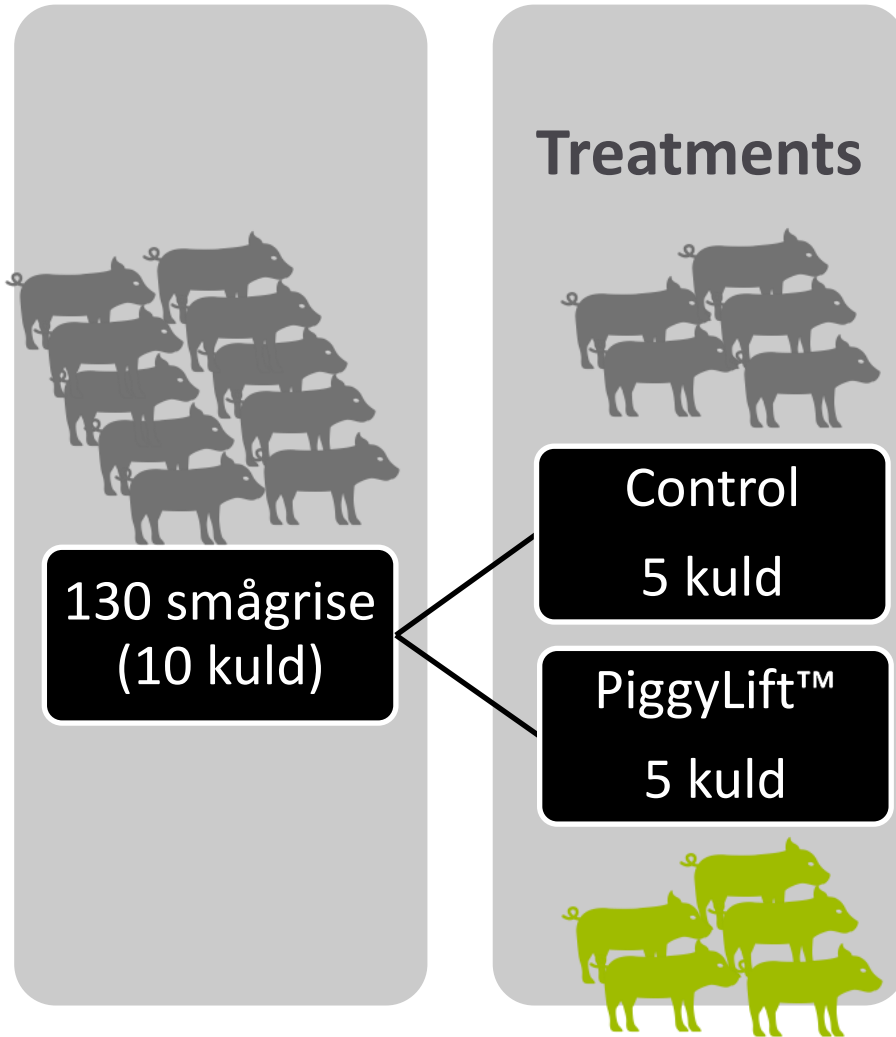 Treatments
130 smågrise
(10 kuld)
Control
5 kuld
PiggyLift™
5 kuld